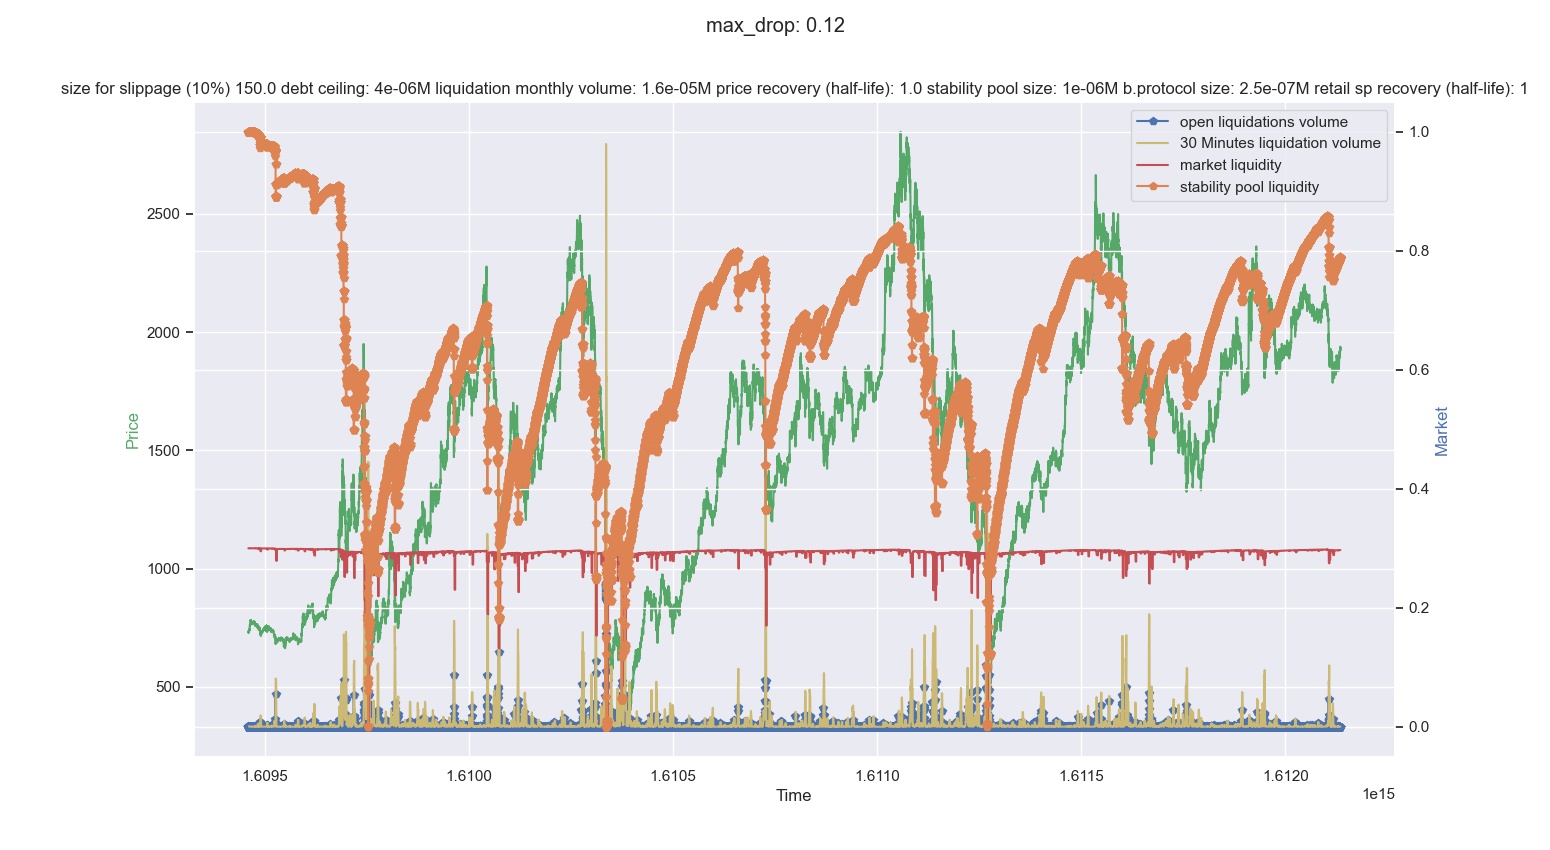 max_drop: 0.12
size for slippage (10%) 150.0 debt ceiling: 4e-06M liquidation monthly volume: 1.6e-05M price recovery (half-life): 1.0 stability pool size: 1e-06M b.protocol size: 2.5e-07M retail sp recovery (half-life): 1
open liquidations volume
30 Minutes liquidation volume
market liquidity
stability pool liquidity
2500
2000
1500
1000
500
Price
1.0
0.8
0.6
0.4
0.2
0.0
Market
1.6095 1.6100 1.6105 1.6110 1.6115 1.6120
1e15
Time